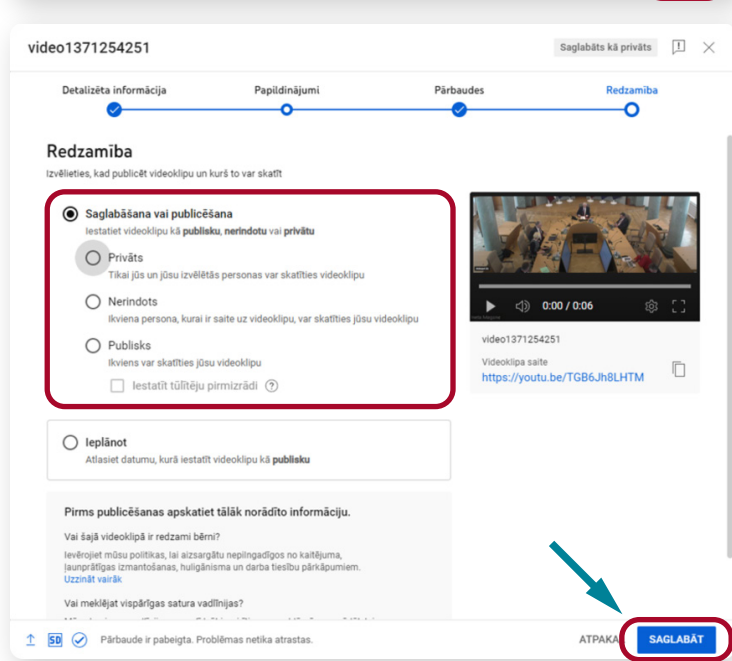 video1371254251
Saglabāts kā privāts
Detalizēta informācija
Papildinājumi
Pārbaudes
Redzamība
Redzamība
Izvēlieties, kad publicēt videoklipu un kurš to var skatīt
Saglabāšana vai publicēšana
Iestatiet videoklipu kā publisku, nerindotu vai privātu
Privāts
Tikai jūs un jūsu izvēlētās personas var skatīties videoklipu
Nerindots
Ikviena persona, kurai ir saite uz videoklipu, var skatīties jūsu videoklipu
Publisks
Ikviens var skatīties jūsu videoklipu
Iestatīt tūlītēju pirmizrādi
0:00 / 0:06
video1371254251
Videoklipa saite
https://youtu.be/TGB6Jh8LHTM
Ieplānot
Atlasiet datumu, kurā iestatīt videoklipu kā publisku
Pirms publicēšanas apskatiet tālāk norādīto informāciju.
Vai šajā videoklipā ir redzami bērni?
Ievērojiet mūsu politikas, lai aizsargātu nepilngadīgos no kaitējuma,
ļaunprātīgas izmantošanas, huligānisma un darba tiesību pārkāpumiem.
Uzzināt vairāk
Vai meklējat vispārīgas satura vadlīnijas?
SD
Pārbaude ir pabeigta. Problēmas netika atrastas.
ATPAKA
SAGLABĀT